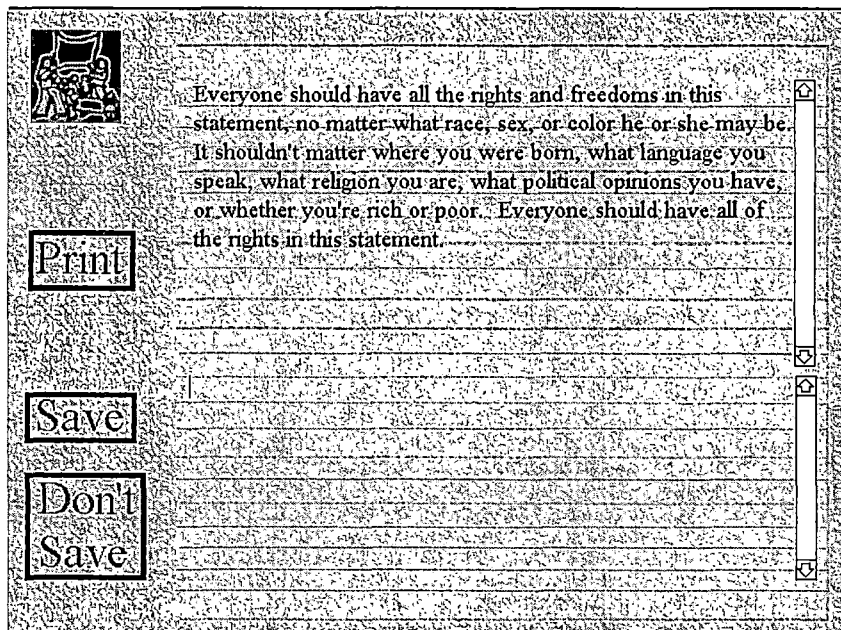 Everyone should have all the rights and freedoms in this
statement, no matter what race, sex, or color he or she may be.
It shouldn't matter where you were born, what language you
speak, what religion you are, what political opinions you have,
or whether you're rich or poor. Everyone should have all of
the rights in this statement.
Print
Save
Don't
Save